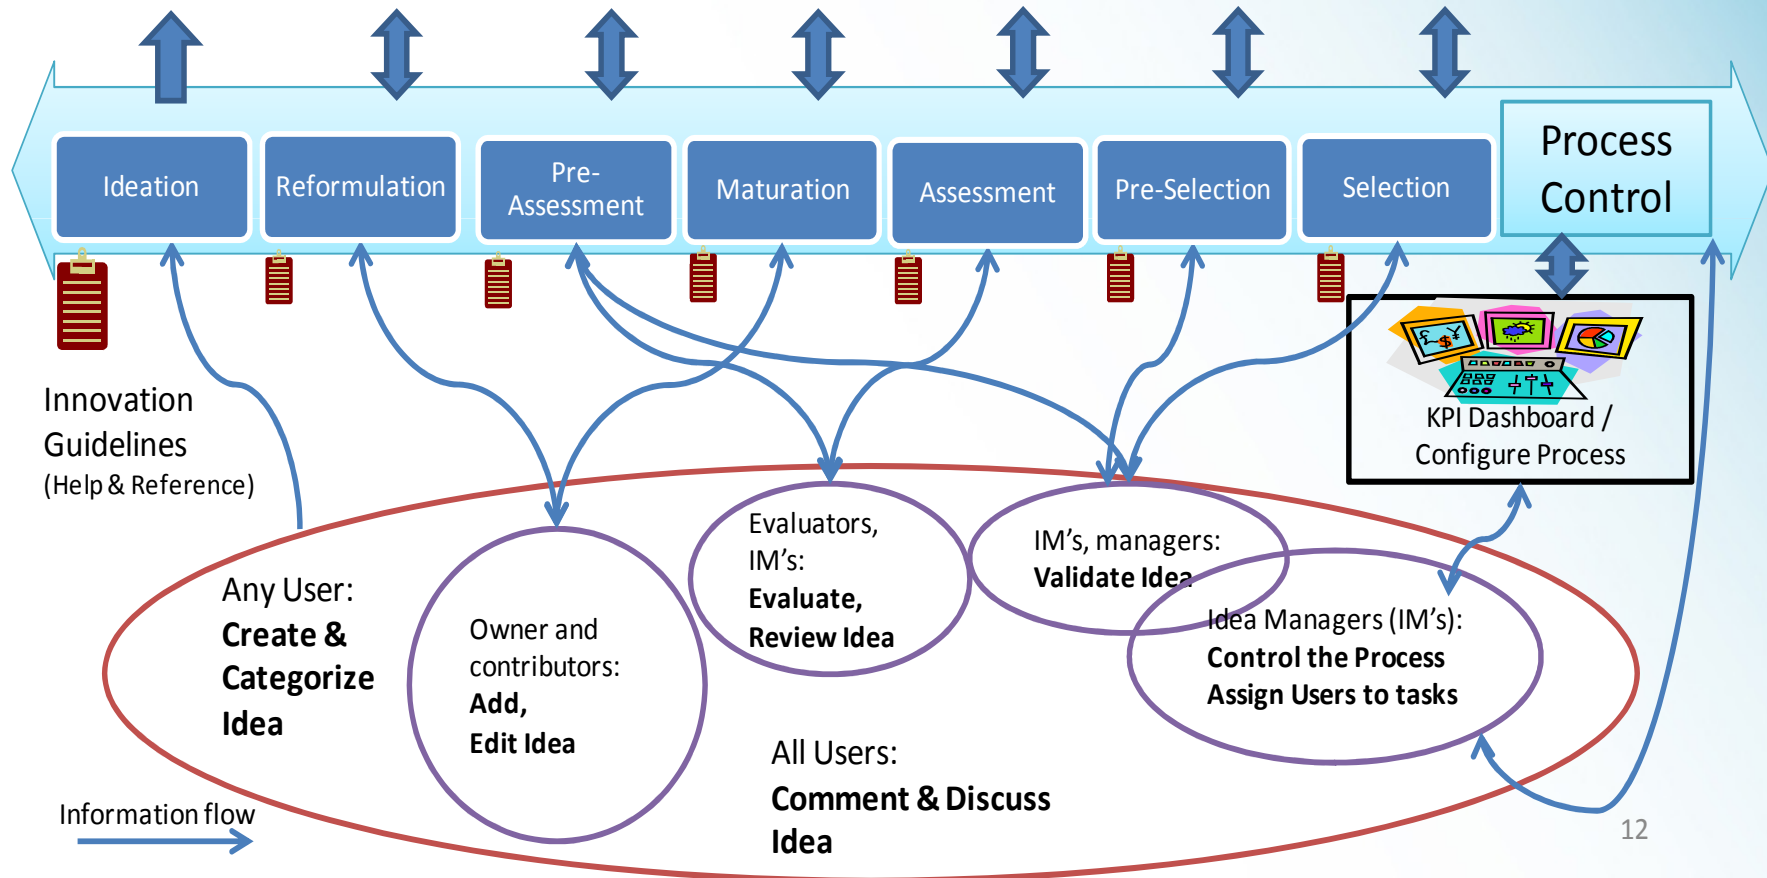 Ideation
Reformulation
Pre-
Assessment
Maturation
Assessment
Pre-Selection
Selection
Process
Control
Innovation
Guidelines
(Help & Reference)
KPI Dashboard /
Configure Process
Any User:
Create &
Categorize
Idea
Owner and
contributors:
Add,
Edit Idea
Evaluators,
IM's:
Evaluate,
Review Idea
IM's, managers:
Validate Idea
Idea Managers (IM's):
Control the Process
Assign Users to tasks
All Users:
Comment & Discuss
Idea
Information flow
12